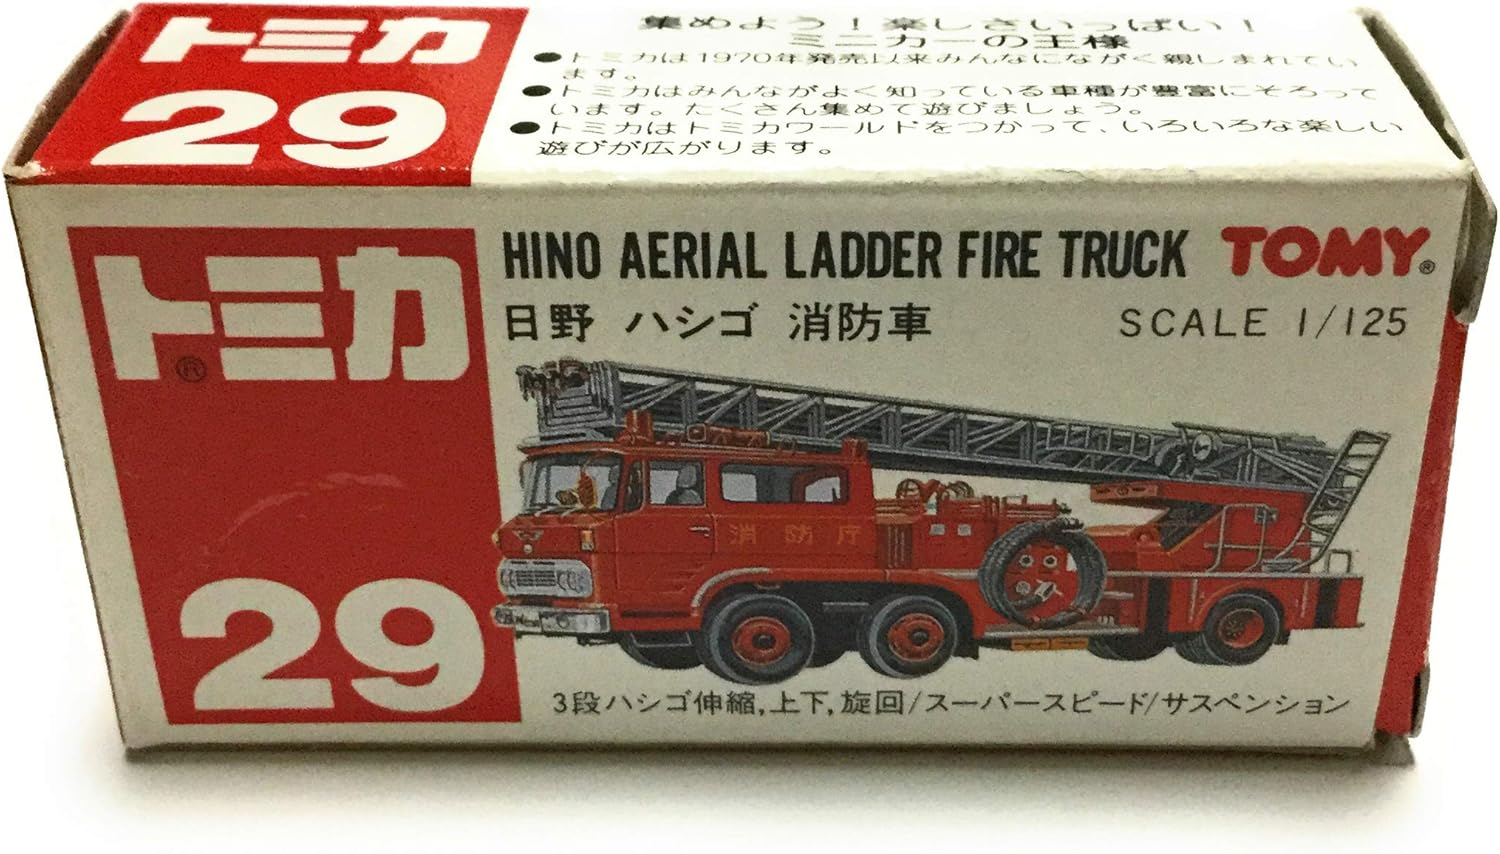 トミカ
29
集めよう！楽しさいっぱい！
ミニカーの王様
●トミカは1970年発売以来みんなにながく親しまれてい
ます。
●トミカはみんながよく知っている車種が豊富にそろって
います。たくさん集めて遊びましょう。
●トミカはトミカワールドをつかって、いろいろな楽しい
遊びが広がります。
トミカ®
29
HINO AERIAL LADDER FIRE TRUCK TOMY®
日野 ハシゴ 消防車 SCALE 1/125
消防庁
3段ハシゴ伸縮,上下,旋回/スーパースピード/サスペンション